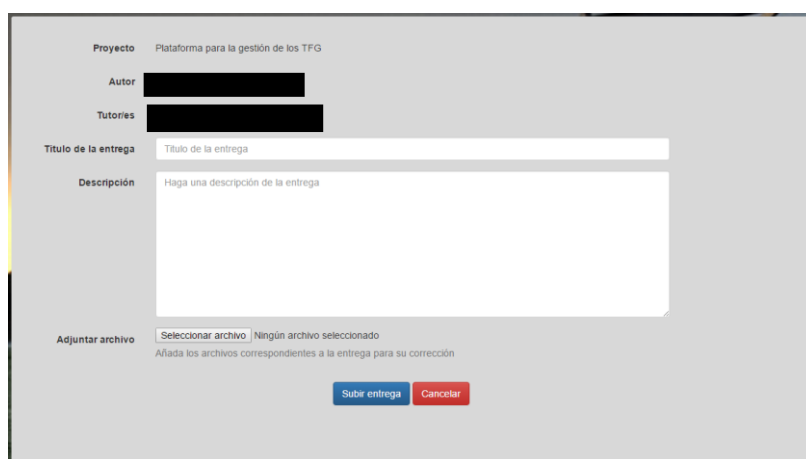 Proyecto Plataforma para la gestión de los TFG
Autor
Tutor/es
Titulo de la entrega Titulo de la entrega
Descripción Haga una descripción de la entrega
Adjuntar archivo Seleccionar archivo Ningún archivo seleccionado
Añada los archivos correspondientes a la entrega para su corrección
Subir entrega Cancelar